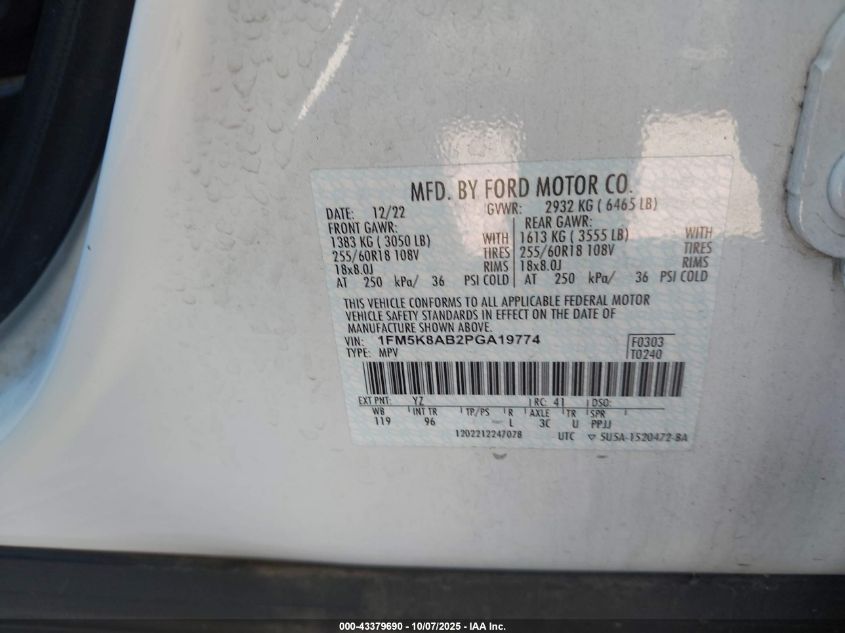 MFD. BY FORD MOTOR CO.
DATE: 12/22 GVWR: 2932 KG ( 6465 LB)
FRONT GAWR: REAR GAWR:
1383 KG ( 3050 LB) WITH 1613 KG ( 3555 LB) WITH
255/60R18 108V TIRES 255/60R18 108V TIRES
18x8.0J RIMS 18x8.0J RIMS
AT 250 kPa/ 36 PSI COLD AT 250 kPa/ 36 PSI COLD
THIS VEHICLE CONFORMS TO ALL APPLICABLE FEDERAL MOTOR
VEHICLE SAFETY STANDARDS IN EFFECT ON THE DATE OF
MANUFACTURE SHOWN ABOVE.
VIN: 1FM5K8AB2PGA19774 F0303
TYPE: MPV T0240
EXT PNT: YZ RC: 41 DSO:
WB INT TR TP/PS R AXLE TR SPR
119 96 L 3C U PPJJ
1202212247078 UTC ▽ SU5A-1520472-BA
000-43379690 - 10/07/2025 - IAA Inc.